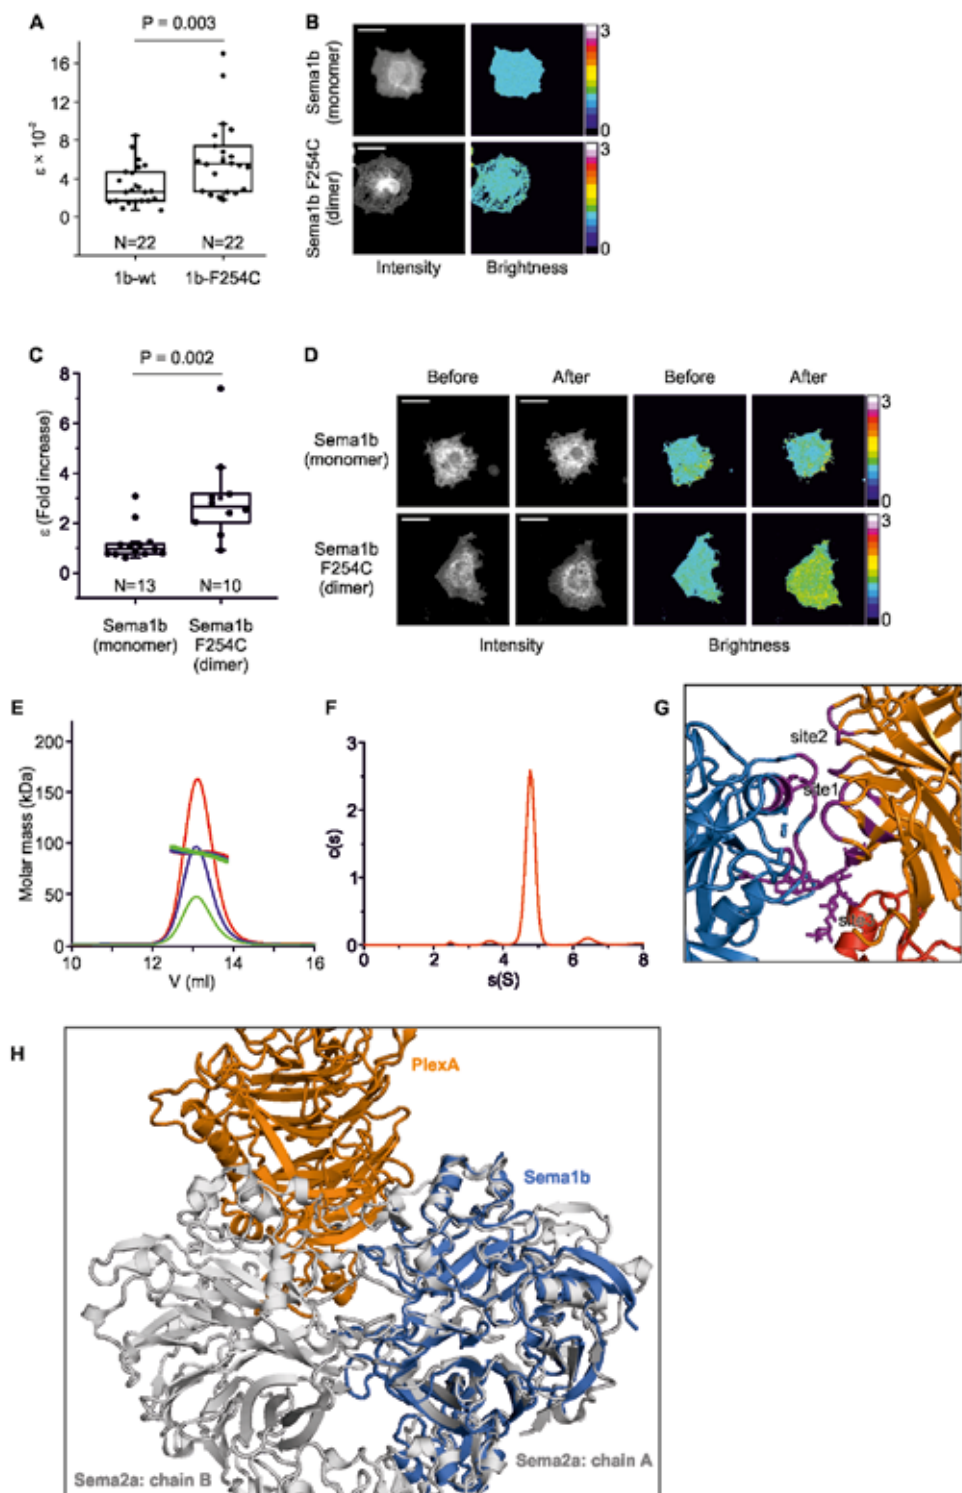 A
P = 0.003
16
12
8
4
0
ε × 10⁻²
N=22
N=22
1b-wt
1b-F254C
B
Sema1b
(monomer)
3
0
Sema1b F254C
(dimer)
3
0
Intensity
Brightness
C
P = 0.002
8
6
4
2
0
ε (Fold increase)
N=13
N=10
Sema1b
(monomer)
Sema1b
F254C
(dimer)
D
Before
After
Before
After
Sema1b
(monomer)
3
0
Sema1b
F254C
(dimer)
3
0
Intensity
Brightness
E
200
150
100
50
0
Molar mass (kDa)
10
12
14
16
V (ml)
F
3
2
1
0
c(s)
0
2
4
6
8
s(S)
G
site2
site1
H
PlexA
Sema1b
Sema2a: chain B
Sema2a: chain A